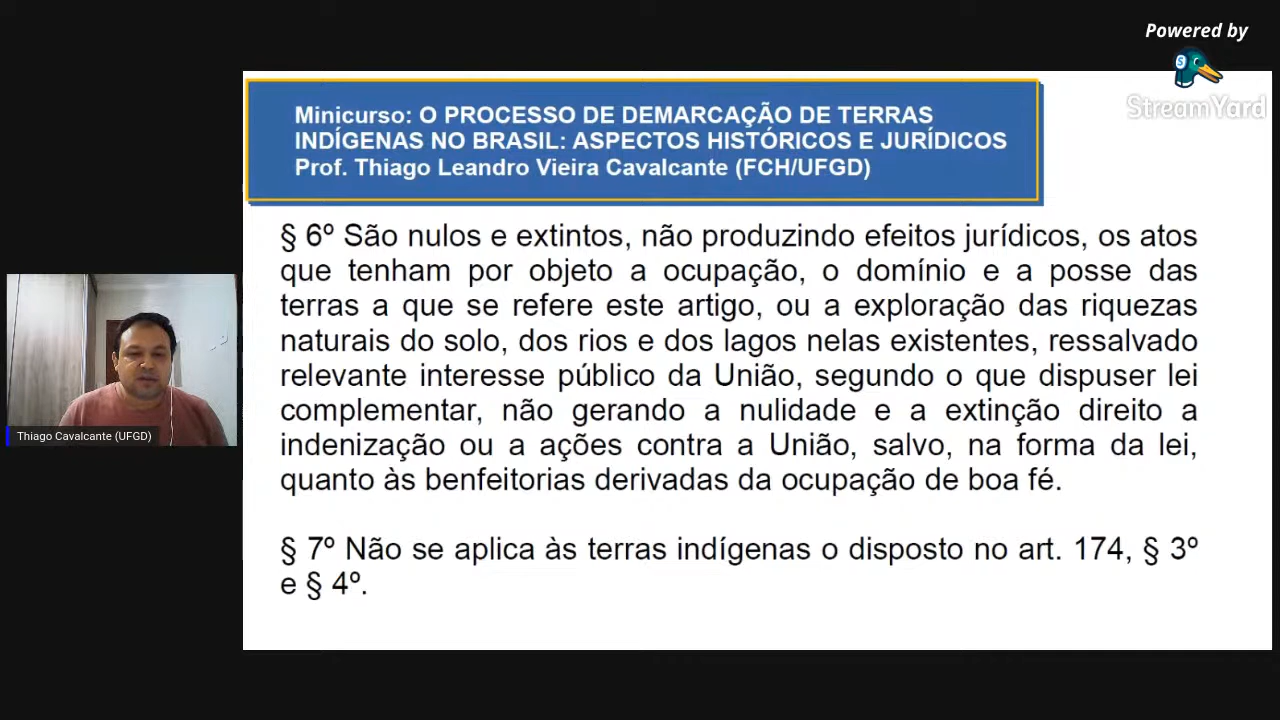 Powered by
StreamYard
Minicurso: O PROCESSO DE DEMARCAÇÃO DE TERRAS
INDÍGENAS NO BRASIL: ASPECTOS HISTÓRICOS E JURÍDICOS
Prof. Thiago Leandro Vieira Cavalcante (FCH/UFGD)
§ 6º São nulos e extintos, não produzindo efeitos jurídicos, os atos
que tenham por objeto a ocupação, o domínio e a posse das
terras a que se refere este artigo, ou a exploração das riquezas
naturais do solo, dos rios e dos lagos nelas existentes, ressalvado
relevante interesse público da União, segundo o que dispuser lei
complementar, não gerando a nulidade e a extinção direito a
indenização ou a ações contra a União, salvo, na forma da lei,
quanto às benfeitorias derivadas da ocupação de boa fé.
§ 7º Não se aplica às terras indígenas o disposto no art. 174, § 3º
e § 4º.
Thiago Cavalcante (UFGD)